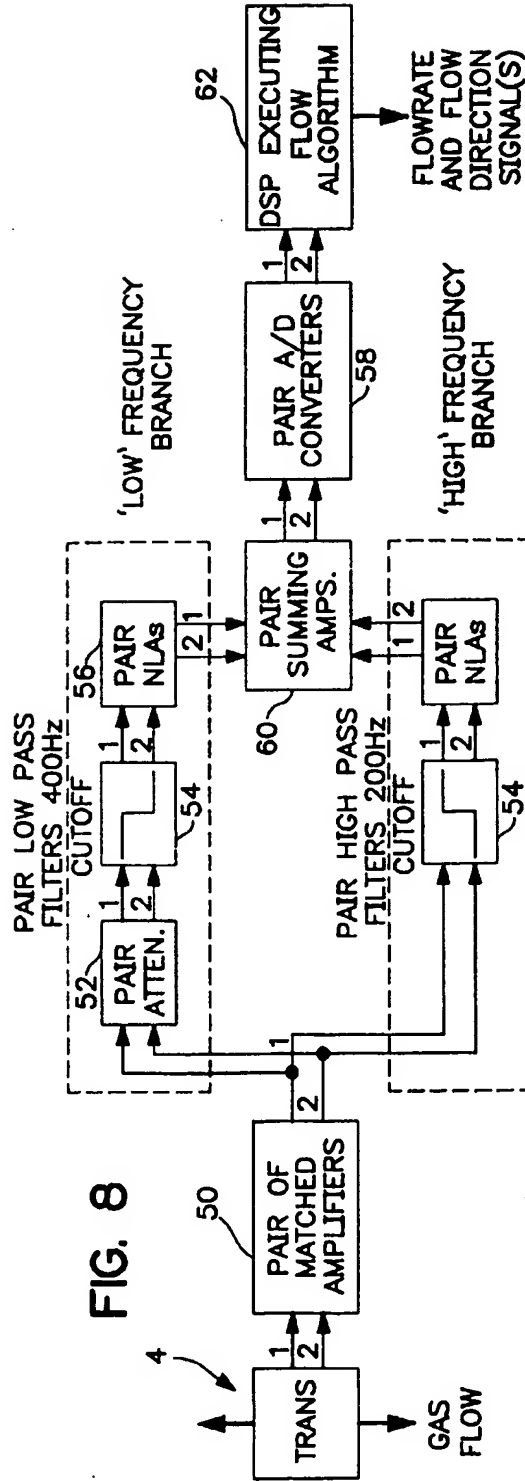 FIG. 8
4
TRANS
GAS
FLOW
1
2
50
PAIR OF
MATCHED
AMPLIFIERS
1
2
PAIR LOW PASS
FILTERS 400Hz
CUTOFF
52
PAIR
ATTEN.
1
2
54
1
2
56
PAIR
NLAs
1
2
'LOW' FREQUENCY
BRANCH
PAIR HIGH PASS
FILTERS 200Hz
CUTOFF
54
1
2
PAIR
NLAs
1
2
'HIGH' FREQUENCY
BRANCH
60
PAIR
SUMMING
AMPS.
1
2
PAIR A/D
CONVERTERS
58
1
2
62
DSP EXECUTING
FLOW
ALGORITHM
FLOWRATE
AND FLOW
DIRECTION
SIGNAL(S)